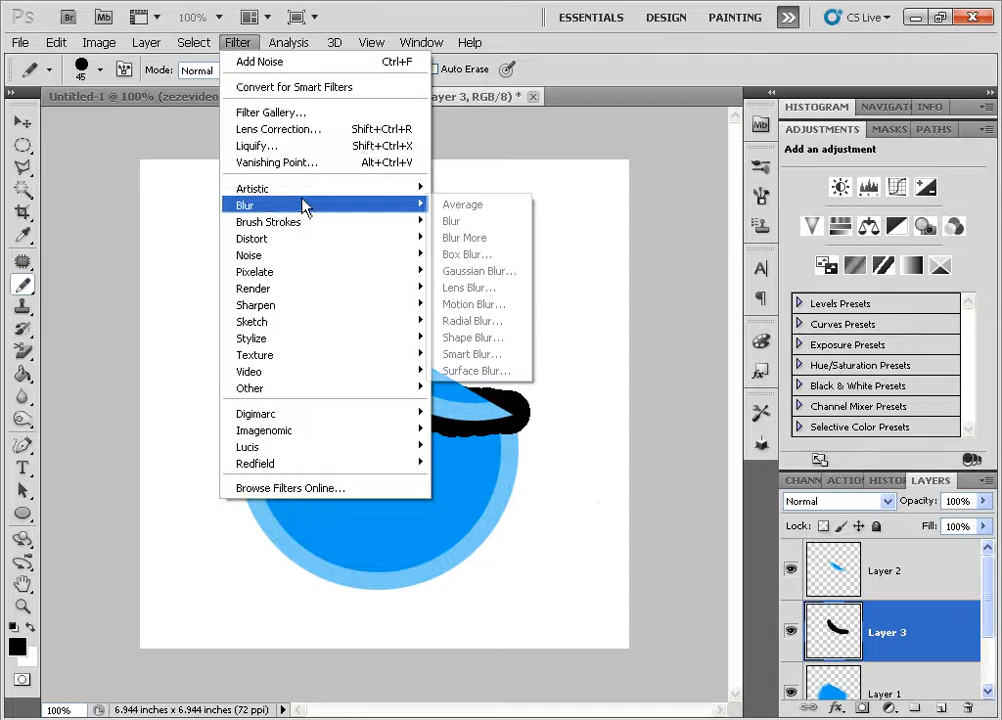 Ps Br Mb 100% ESSENTIALS DESIGN PAINTING CS Live
File Edit Image Layer Select Filter Analysis 3D View Window Help
45 Mode: Normal Auto Erase
Untitled-1 @ 100% (zezevideo ayer 3, RGB/8) *
Add Noise Ctrl+F
Convert for Smart Filters
Filter Gallery...
Lens Correction... Shift+Ctrl+R
Liquify... Shift+Ctrl+X
Vanishing Point... Alt+Ctrl+V
Artistic
Blur
Brush Strokes
Distort
Noise
Pixelate
Render
Sharpen
Sketch
Stylize
Texture
Video
Other
Digimarc
Imagenomic
Lucis
Redfield
Browse Filters Online...
Average
Blur
Blur More
Box Blur...
Gaussian Blur...
Lens Blur...
Motion Blur...
Radial Blur...
Shape Blur...
Smart Blur...
Surface Blur...
HISTOGRAM NAVIGAT INFO
ADJUSTMENTS MASKS PATHS
Add an adjustment
Levels Presets
Curves Presets
Exposure Presets
Hue/Saturation Presets
Black & White Presets
Channel Mixer Presets
Selective Color Presets
CHANN ACTIO HISTOR LAYERS
Normal Opacity: 100%
Lock: Fill: 100%
Layer 2
Layer 3
Layer 1
100% 6.944 inches x 6.944 inches (72 ppi)